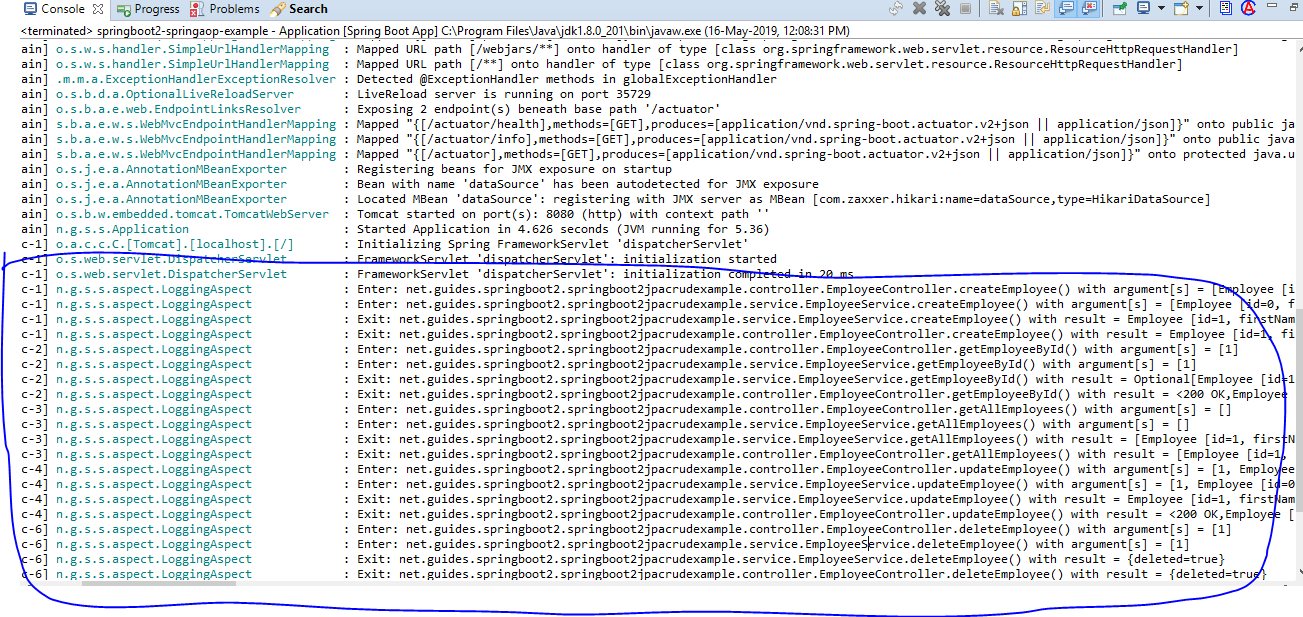 Console Progress Problems Search
<terminated> springboot2-springaop-example - Application [Spring Boot App] C:\Program Files\Java\jdk1.8.0_201\bin\javaw.exe (16-May-2019, 12:08:31 PM)
ain] o.s.w.s.handler.SimpleUrlHandlerMapping : Mapped URL path [/webjars/**] onto handler of type [class org.springframework.web.servlet.resource.ResourceHttpRequestHandler]
ain] o.s.w.s.handler.SimpleUrlHandlerMapping : Mapped URL path [/**] onto handler of type [class org.springframework.web.servlet.resource.ResourceHttpRequestHandler]
ain] .m.m.a.ExceptionHandlerExceptionResolver : Detected @ExceptionHandler methods in globalExceptionHandler
ain] o.s.b.d.a.OptionalLiveReloadServer : LiveReload server is running on port 35729
ain] o.s.b.a.e.web.EndpointLinksResolver : Exposing 2 endpoint(s) beneath base path '/actuator'
ain] s.b.a.e.w.s.WebMvcEndpointHandlerMapping : Mapped "{[/actuator/health],methods=[GET],produces=[application/vnd.spring-boot.actuator.v2+json || application/json]}" onto public ja
ain] s.b.a.e.w.s.WebMvcEndpointHandlerMapping : Mapped "{[/actuator/info],methods=[GET],produces=[application/vnd.spring-boot.actuator.v2+json || application/json]}" onto public java
ain] s.b.a.e.w.s.WebMvcEndpointHandlerMapping : Mapped "{[/actuator],methods=[GET],produces=[application/vnd.spring-boot.actuator.v2+json || application/json]}" onto protected java.u
ain] o.s.j.e.a.AnnotationMBeanExporter : Registering beans for JMX exposure on startup
ain] o.s.j.e.a.AnnotationMBeanExporter : Bean with name 'dataSource' has been autodetected for JMX exposure
ain] o.s.j.e.a.AnnotationMBeanExporter : Located MBean 'dataSource': registering with JMX server as MBean [com.zaxxer.hikari:name=dataSource,type=HikariDataSource]
ain] o.s.b.w.embedded.tomcat.TomcatWebServer : Tomcat started on port(s): 8080 (http) with context path ''
ain] n.g.s.s.Application : Started Application in 4.626 seconds (JVM running for 5.36)
c-1] o.a.c.c.C.[Tomcat].[localhost].[/] : Initializing Spring FrameworkServlet 'dispatcherServlet'
c-1] o.s.web.servlet.DispatcherServlet : FrameworkServlet 'dispatcherServlet': initialization started
c-1] o.s.web.servlet.DispatcherServlet : FrameworkServlet 'dispatcherServlet': initialization completed in 20 ms
c-1] n.g.s.s.aspect.LoggingAspect : Enter: net.guides.springboot2.springboot2jpacrudexample.controller.EmployeeController.createEmployee() with argument[s] = [Employee [i
c-1] n.g.s.s.aspect.LoggingAspect : Enter: net.guides.springboot2.springboot2jpacrudexample.service.EmployeeService.createEmployee() with argument[s] = [Employee [id=0, f
c-1] n.g.s.s.aspect.LoggingAspect : Exit: net.guides.springboot2.springboot2jpacrudexample.service.EmployeeService.createEmployee() with result = Employee [id=1, firstNam
c-1] n.g.s.s.aspect.LoggingAspect : Exit: net.guides.springboot2.springboot2jpacrudexample.controller.EmployeeController.createEmployee() with result = Employee [id=1, fi
c-2] n.g.s.s.aspect.LoggingAspect : Enter: net.guides.springboot2.springboot2jpacrudexample.controller.EmployeeController.getEmployeeById() with argument[s] = [1]
c-2] n.g.s.s.aspect.LoggingAspect : Enter: net.guides.springboot2.springboot2jpacrudexample.service.EmployeeService.getEmployeeById() with argument[s] = [1]
c-2] n.g.s.s.aspect.LoggingAspect : Exit: net.guides.springboot2.springboot2jpacrudexample.service.EmployeeService.getEmployeeById() with result = Optional[Employee [id=1
c-2] n.g.s.s.aspect.LoggingAspect : Exit: net.guides.springboot2.springboot2jpacrudexample.controller.EmployeeController.getEmployeeById() with result = <200 OK,Employee
c-3] n.g.s.s.aspect.LoggingAspect : Enter: net.guides.springboot2.springboot2jpacrudexample.controller.EmployeeController.getAllEmployees() with argument[s] = []
c-3] n.g.s.s.aspect.LoggingAspect : Enter: net.guides.springboot2.springboot2jpacrudexample.service.EmployeeService.getAllEmployees() with argument[s] = []
c-3] n.g.s.s.aspect.LoggingAspect : Exit: net.guides.springboot2.springboot2jpacrudexample.service.EmployeeService.getAllEmployees() with result = [Employee [id=1, firstN
c-3] n.g.s.s.aspect.LoggingAspect : Exit: net.guides.springboot2.springboot2jpacrudexample.controller.EmployeeController.getAllEmployees() with result = [Employee [id=1,
c-4] n.g.s.s.aspect.LoggingAspect : Enter: net.guides.springboot2.springboot2jpacrudexample.controller.EmployeeController.updateEmployee() with argument[s] = [1, Employee
c-4] n.g.s.s.aspect.LoggingAspect : Enter: net.guides.springboot2.springboot2jpacrudexample.service.EmployeeService.updateEmployee() with argument[s] = [1, Employee [id=0
c-4] n.g.s.s.aspect.LoggingAspect : Exit: net.guides.springboot2.springboot2jpacrudexample.service.EmployeeService.updateEmployee() with result = Employee [id=1, firstNam
c-4] n.g.s.s.aspect.LoggingAspect : Exit: net.guides.springboot2.springboot2jpacrudexample.controller.EmployeeController.updateEmployee() with result = <200 OK,Employee [
c-6] n.g.s.s.aspect.LoggingAspect : Enter: net.guides.springboot2.springboot2jpacrudexample.controller.EmployeeController.deleteEmployee() with argument[s] = [1]
c-6] n.g.s.s.aspect.LoggingAspect : Enter: net.guides.springboot2.springboot2jpacrudexample.service.EmployeeService.deleteEmployee() with argument[s] = [1]
c-6] n.g.s.s.aspect.LoggingAspect : Exit: net.guides.springboot2.springboot2jpacrudexample.service.EmployeeService.deleteEmployee() with result = {deleted=true}
c-6] n.g.s.s.aspect.LoggingAspect : Exit: net.guides.springboot2.springboot2jpacrudexample.controller.EmployeeController.deleteEmployee() with result = {deleted=true}